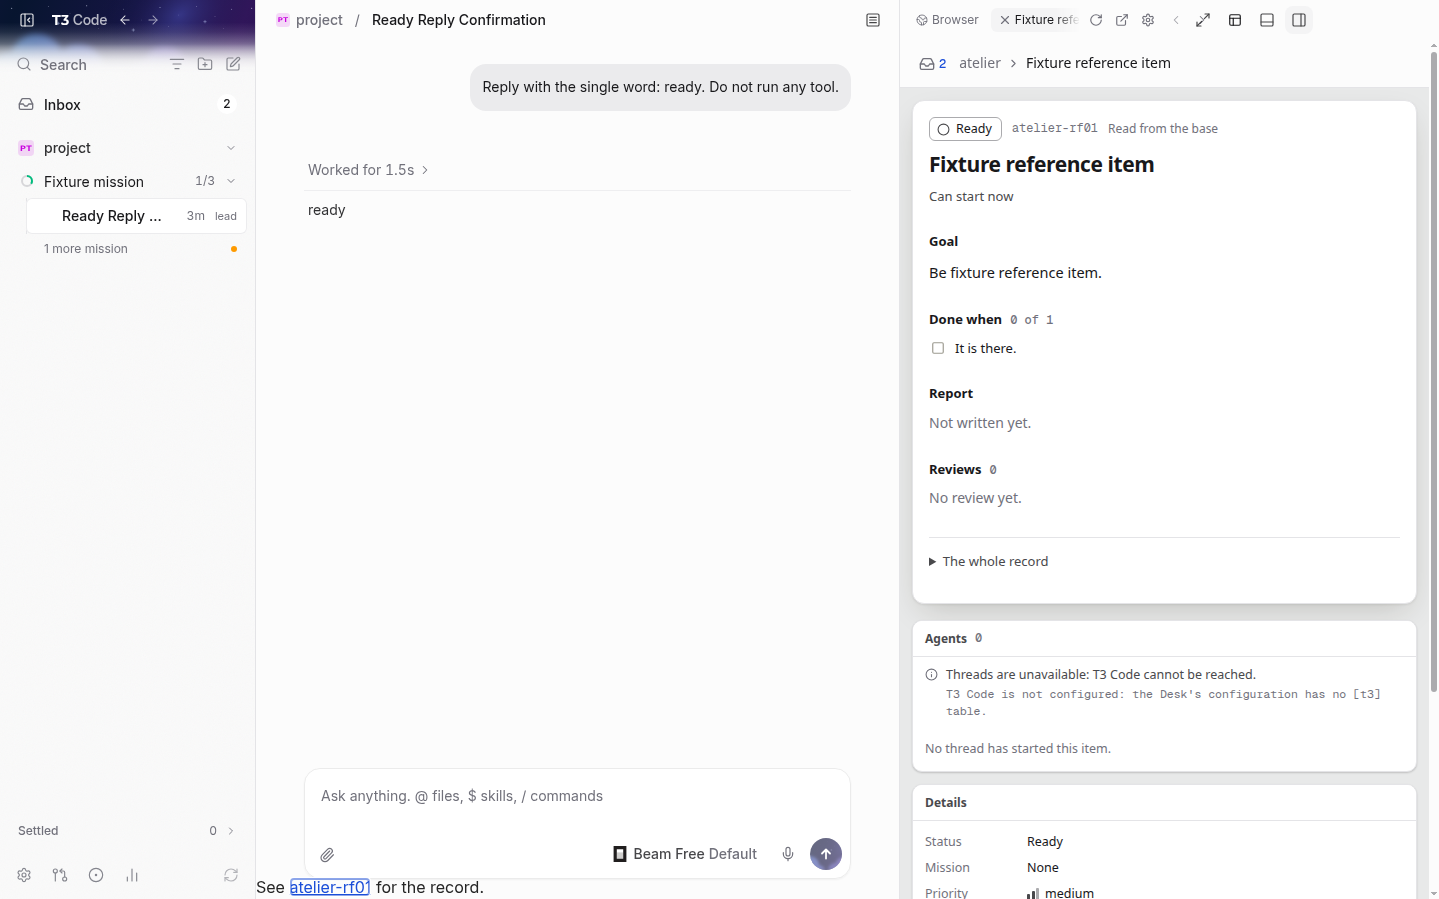 T3 Code
Search
Inbox 2
PT project
Fixture mission 1/3
Ready Reply ... 3m lead
1 more mission
Settled 0
PT project / Ready Reply Confirmation
Reply with the single word: ready. Do not run any tool.
Worked for 1.5s
ready
Ask anything. @ files, $ skills, / commands
Beam Free Default
See atelier-rf01 for the record.
Browser Fixture refe
2 atelier > Fixture reference item
Ready atelier-rf01 Read from the base
Fixture reference item
Can start now
Goal
Be fixture reference item.
Done when 0 of 1
It is there.
Report
Not written yet.
Reviews 0
No review yet.
The whole record
Agents 0
Threads are unavailable: T3 Code cannot be reached.
T3 Code is not configured: the Desk's configuration has no [t3]
table.
No thread has started this item.
Details
Status Ready
Mission None
Priority medium